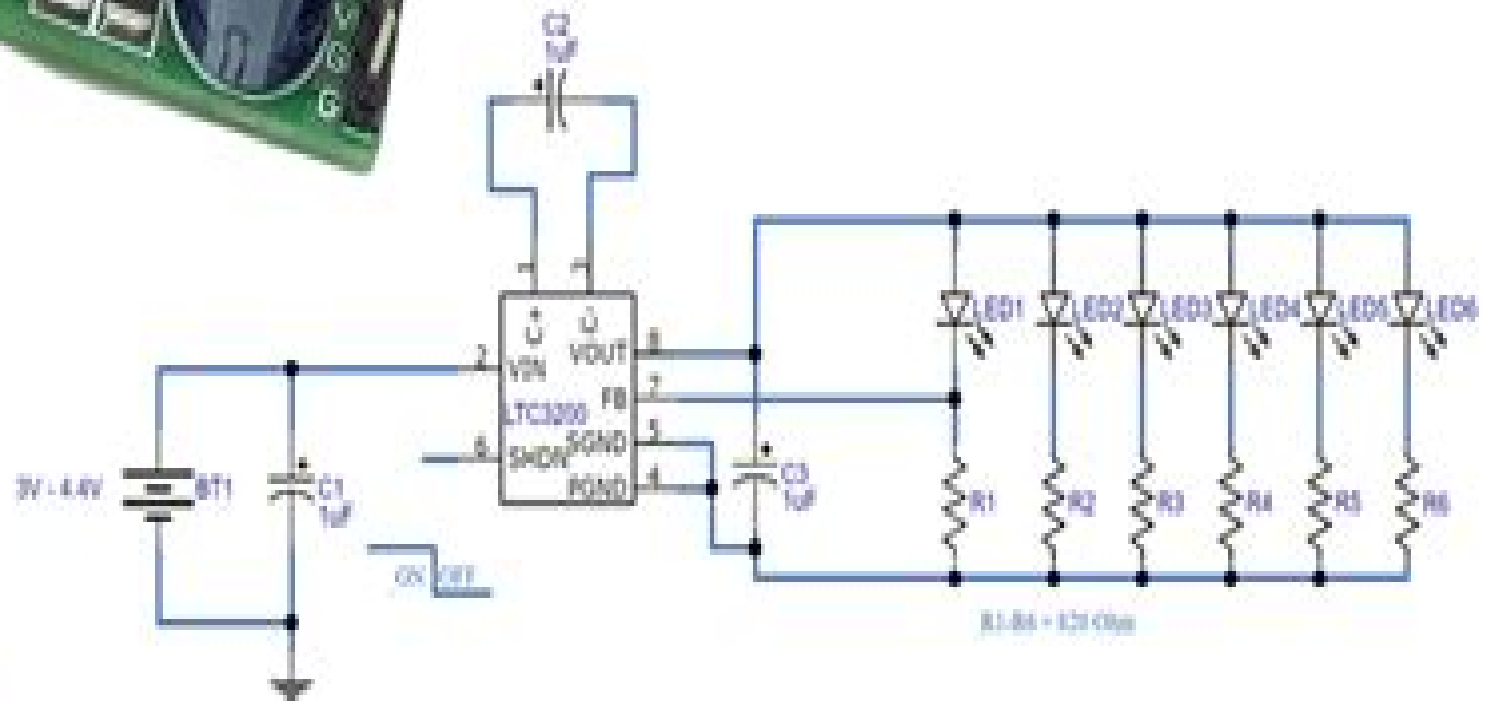 V
G
G
C2
1uF
C+
C-
2
VIN
VOUT
8
FB
7
LTC3200
6
SHDN
SGND
5
PGND
4
3V - 4.4V
BT1
C1
1uF
C3
1uF
ON OFF
LED1
LED2
LED3
LED4
LED5
LED6
R1
R2
R3
R4
R5
R6